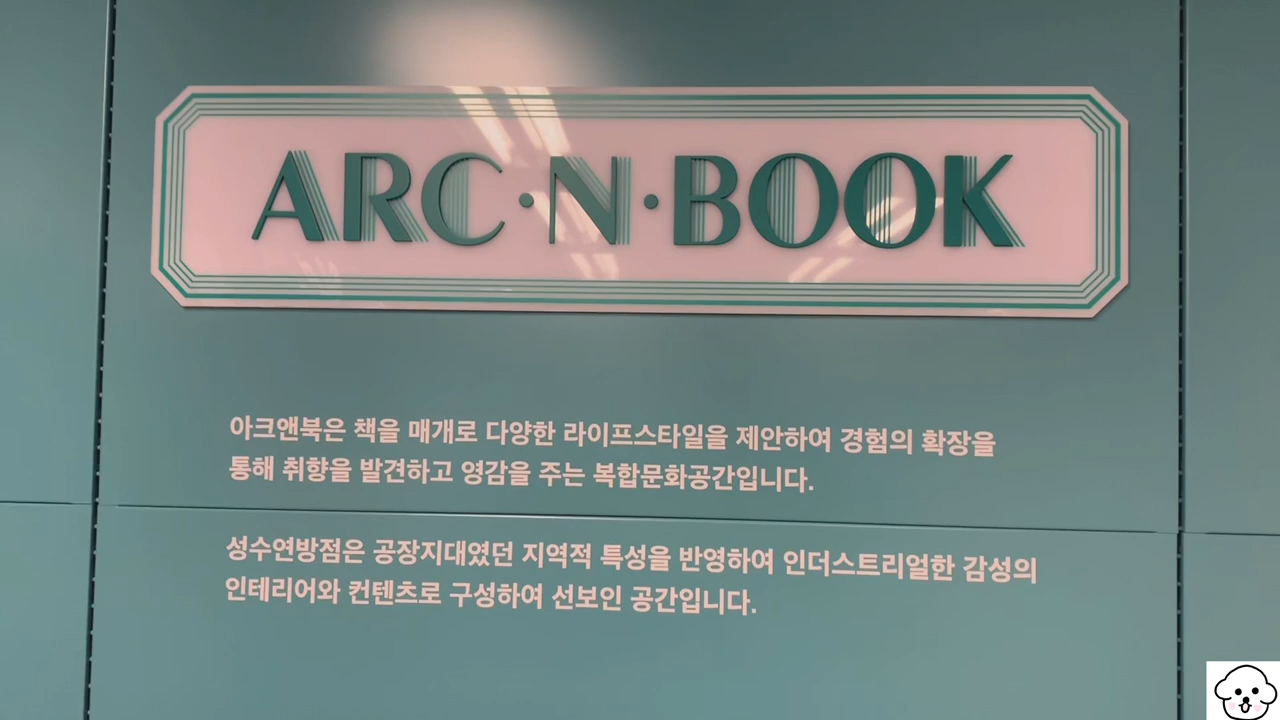 ARC·N·BOOK
아크앤북은 책을 매개로 다양한 라이프스타일을 제안하여 경험의 확장을
통해 취향을 발견하고 영감을 주는 복합문화공간입니다.
성수연방점은 공장지대였던 지역적 특성을 반영하여 인더스트리얼한 감성의
인테리어와 컨텐츠로 구성하여 선보인 공간입니다.